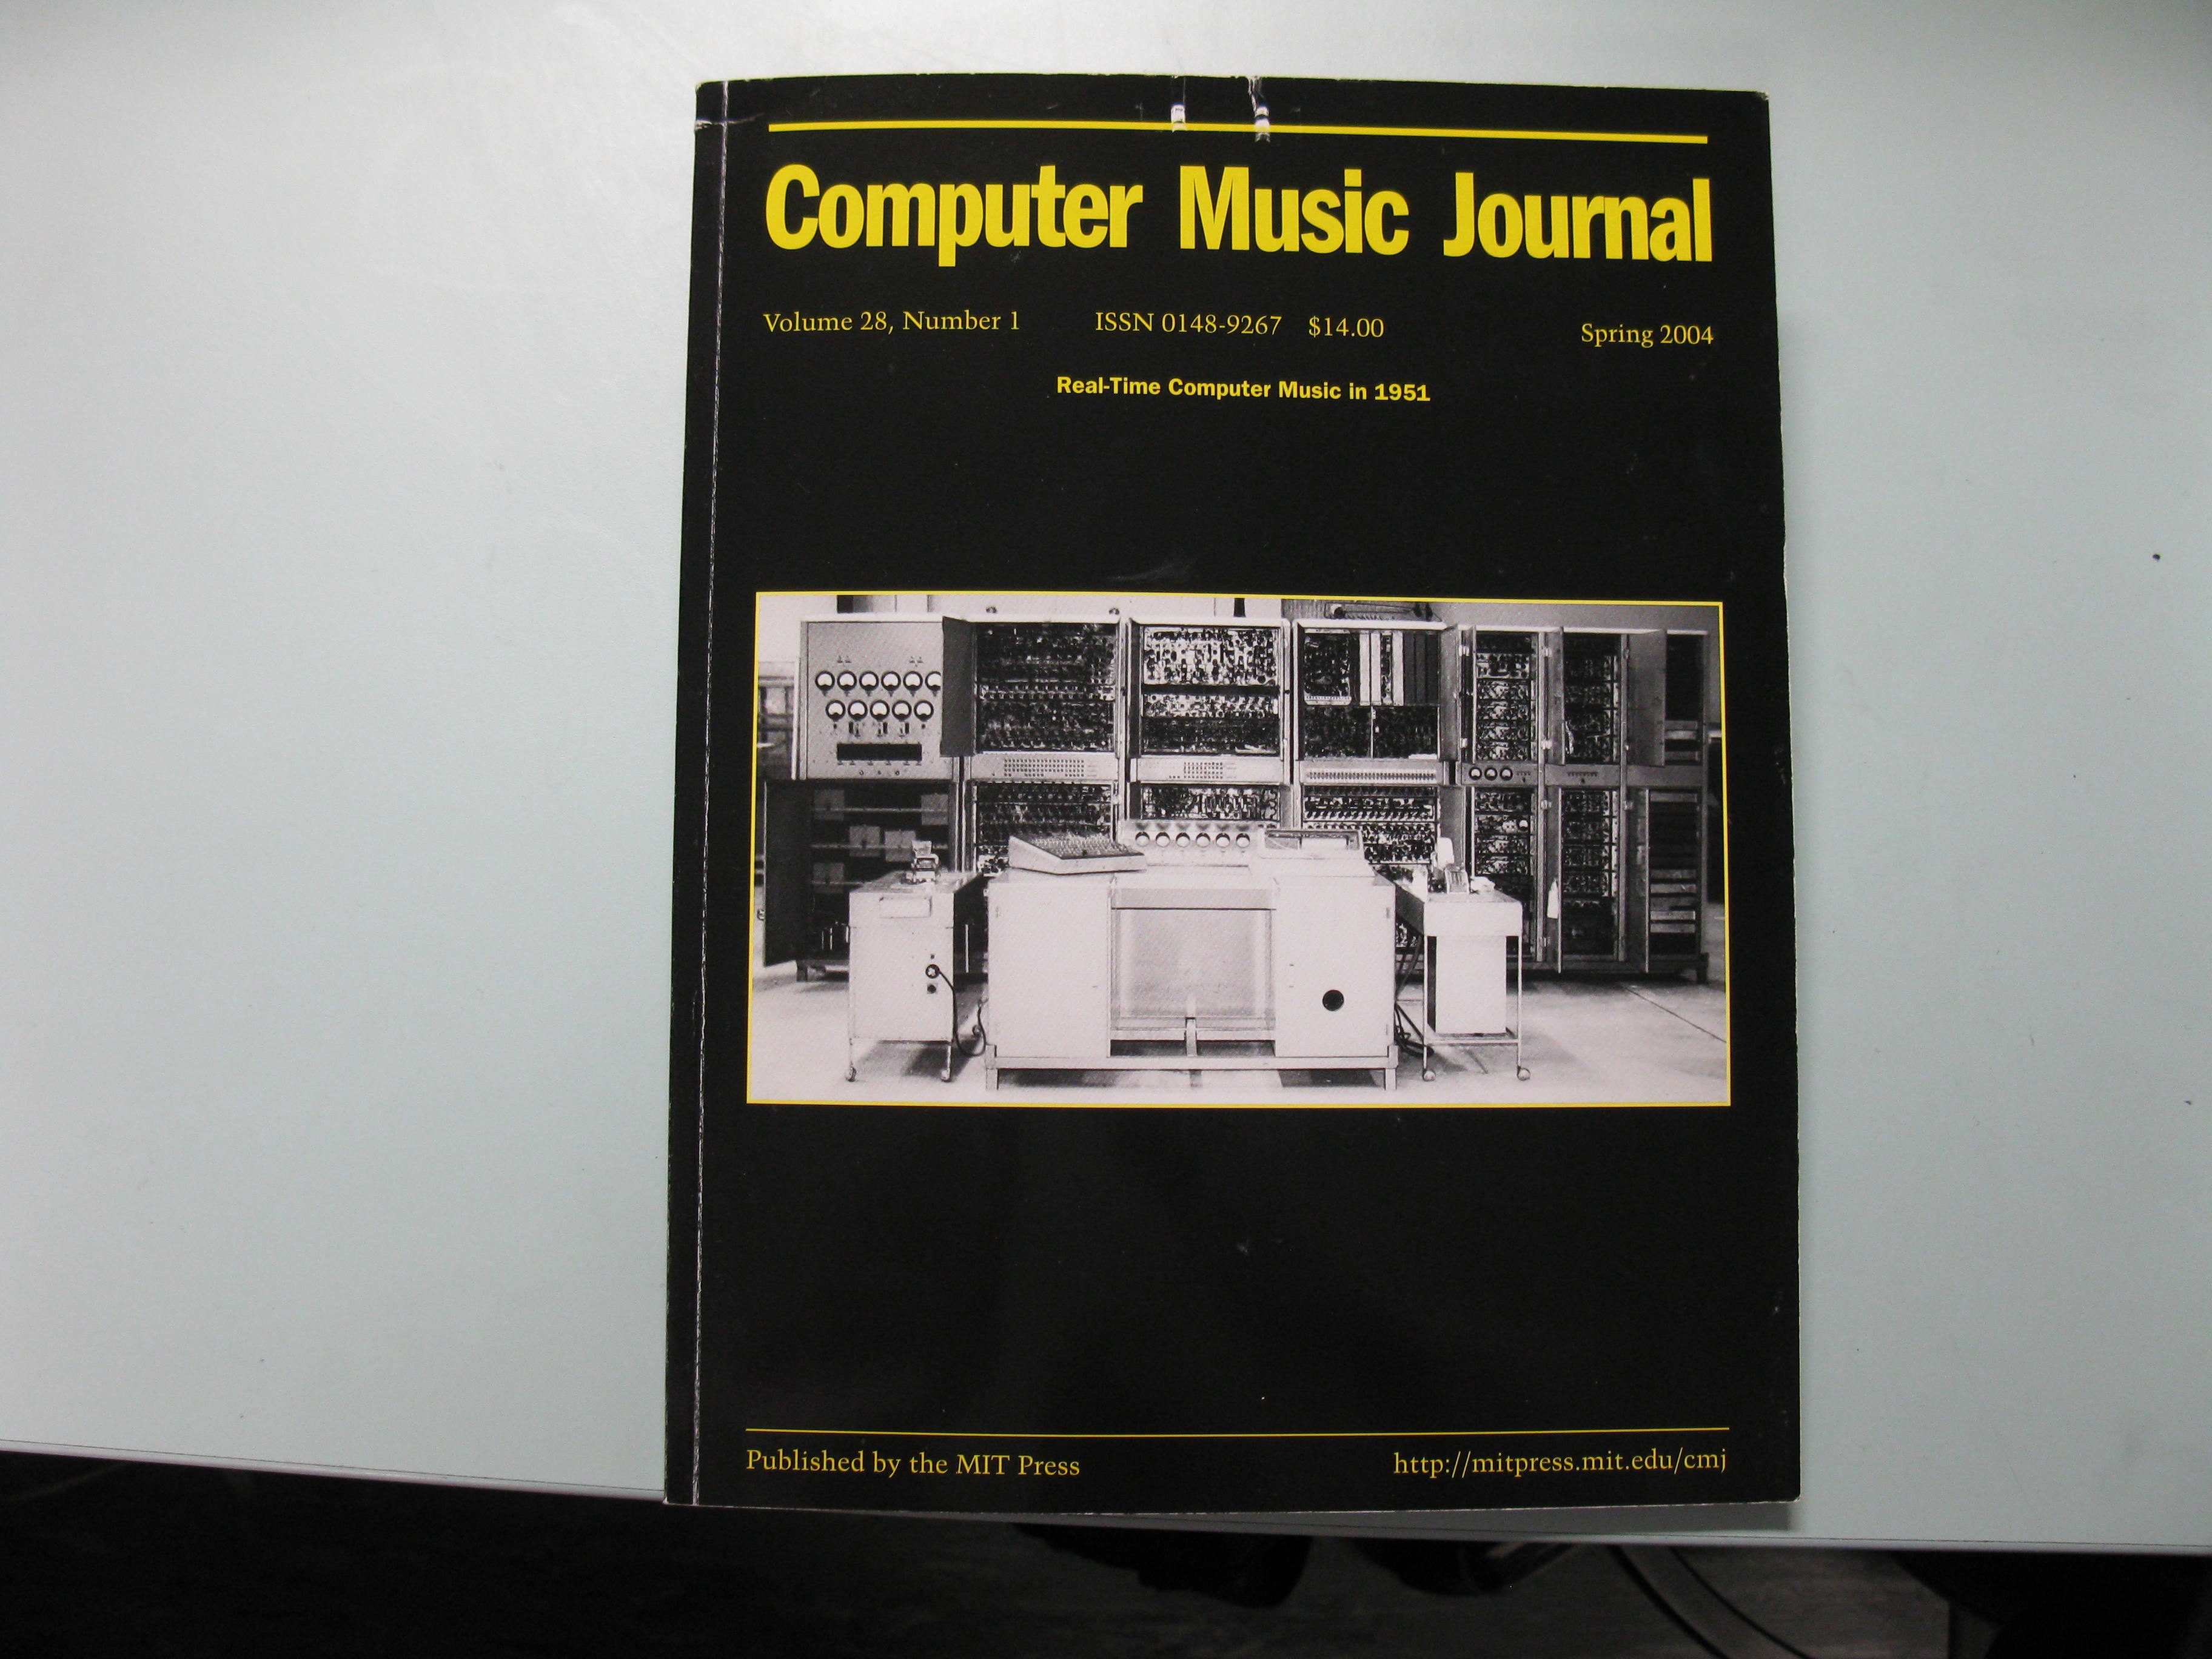 Computer Music Journal
Volume 28, Number 1 ISSN 0148-9267 $14.00 Spring 2004
Real-Time Computer Music in 1951
Published by the MIT Press http://mitpress.mit.edu/cmj